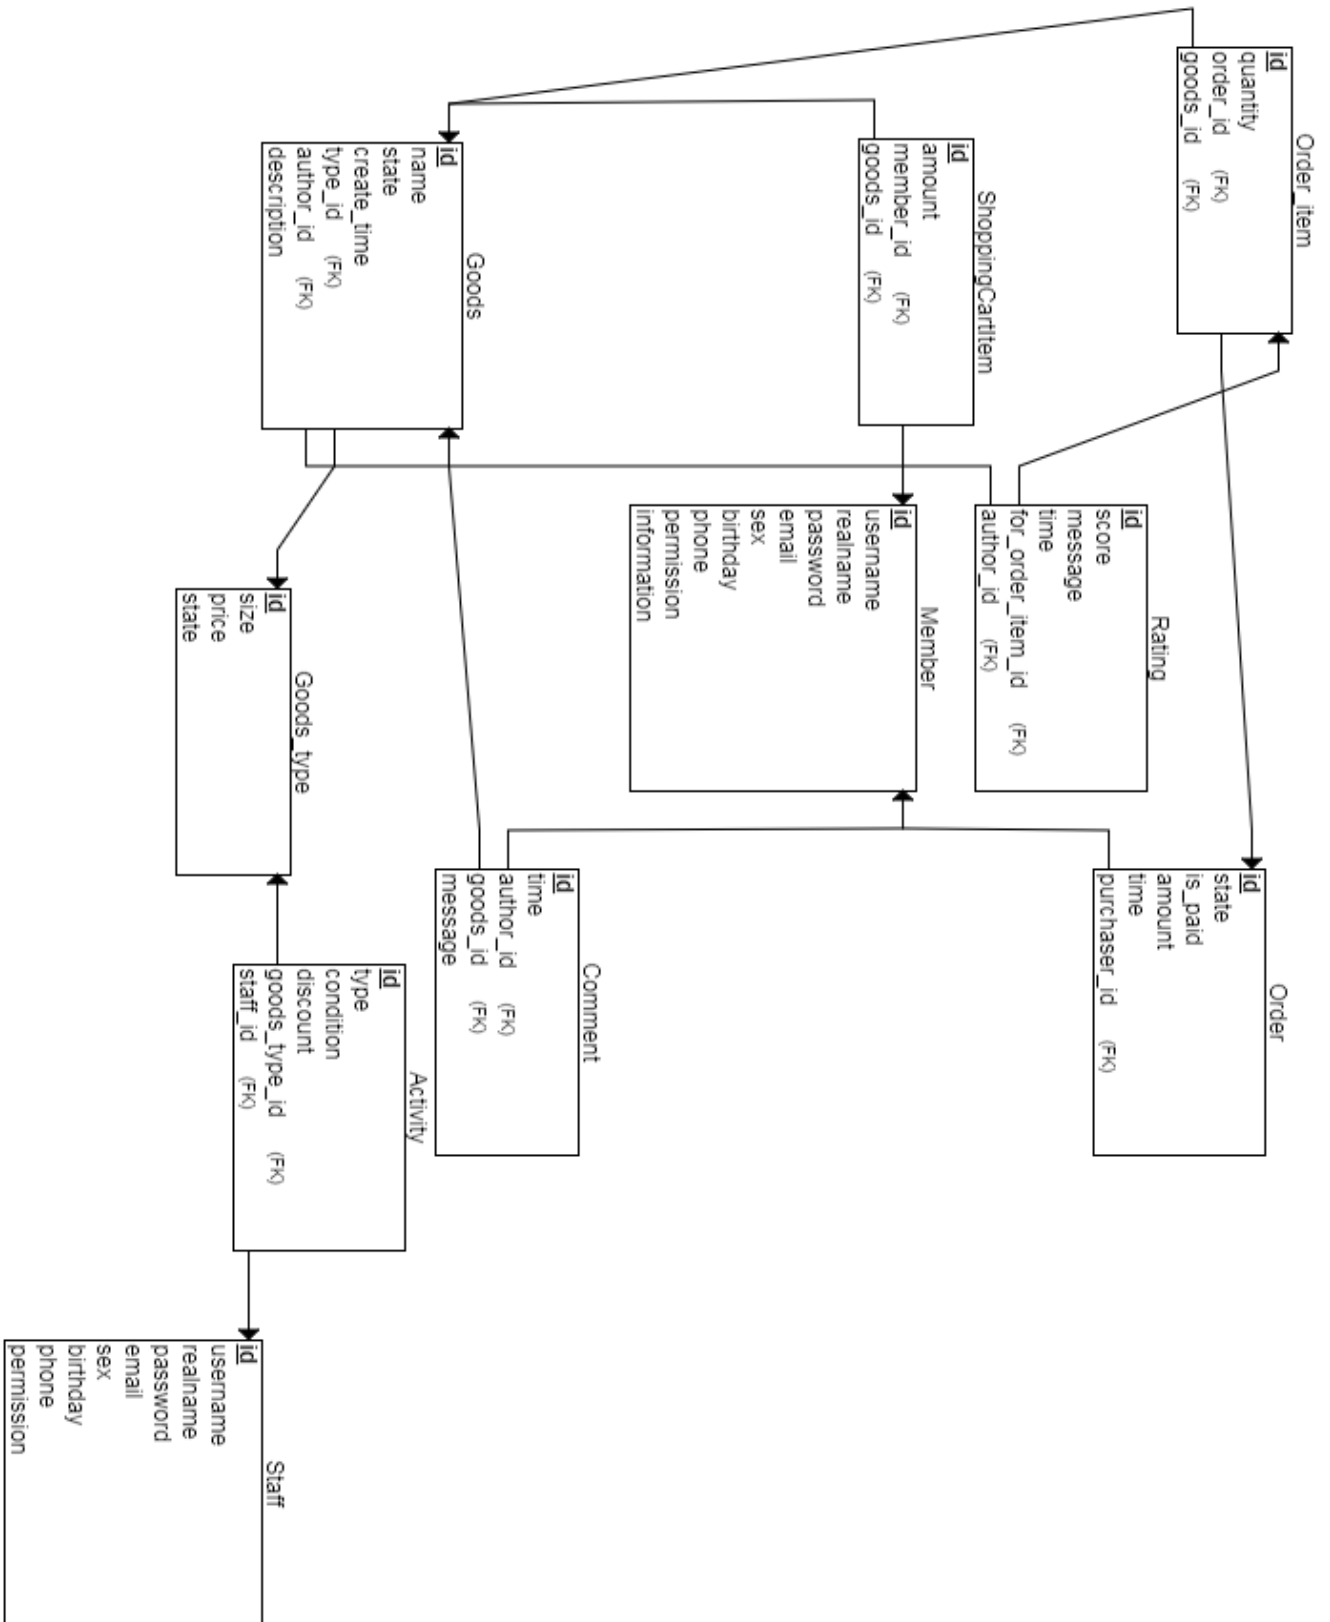 Order_item
id
quantity
order_id (FK)
goods_id (FK)
ShoppingCartItem
id
amount
member_id (FK)
goods_id (FK)
Goods
id
name
state
create_time
type_id (FK)
author_id (FK)
description
Rating
id
score
message
time
for_order_item_id (FK)
author_id (FK)
Member
id
username
realname
password
email
sex
birthday
phone
permission
information
Goods_type
id
size
price
state
Order
id
state
is_paid
amount
time
purchaser_id (FK)
Comment
id
time
author_id (FK)
goods_id (FK)
message
Activity
id
type
condition
discount
goods_type_id (FK)
staff_id (FK)
Staff
id
username
realname
password
email
sex
birthday
phone
permission